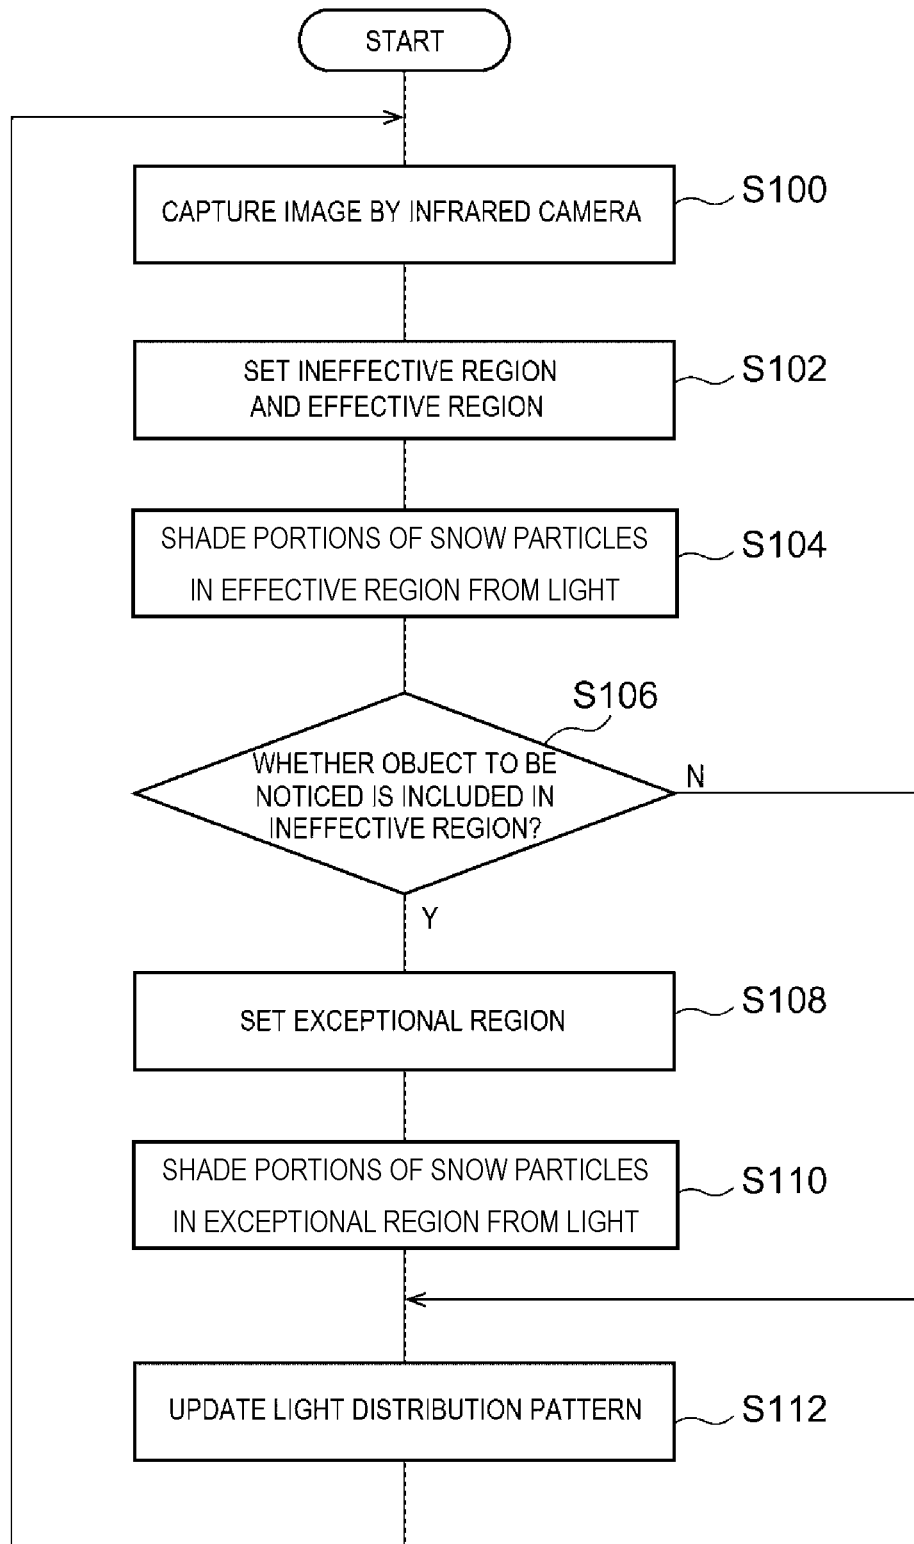 START
CAPTURE IMAGE BY INFRARED CAMERA
S100
SET INEFFECTIVE REGION
AND EFFECTIVE REGION
S102
SHADE PORTIONS OF SNOW PARTICLES
IN EFFECTIVE REGION FROM LIGHT
S104
S106
WHETHER OBJECT TO BE
NOTICED IS INCLUDED IN
INEFFECTIVE REGION?
N
Y
SET EXCEPTIONAL REGION
S108
SHADE PORTIONS OF SNOW PARTICLES
IN EXCEPTIONAL REGION FROM LIGHT
S110
UPDATE LIGHT DISTRIBUTION PATTERN
S112